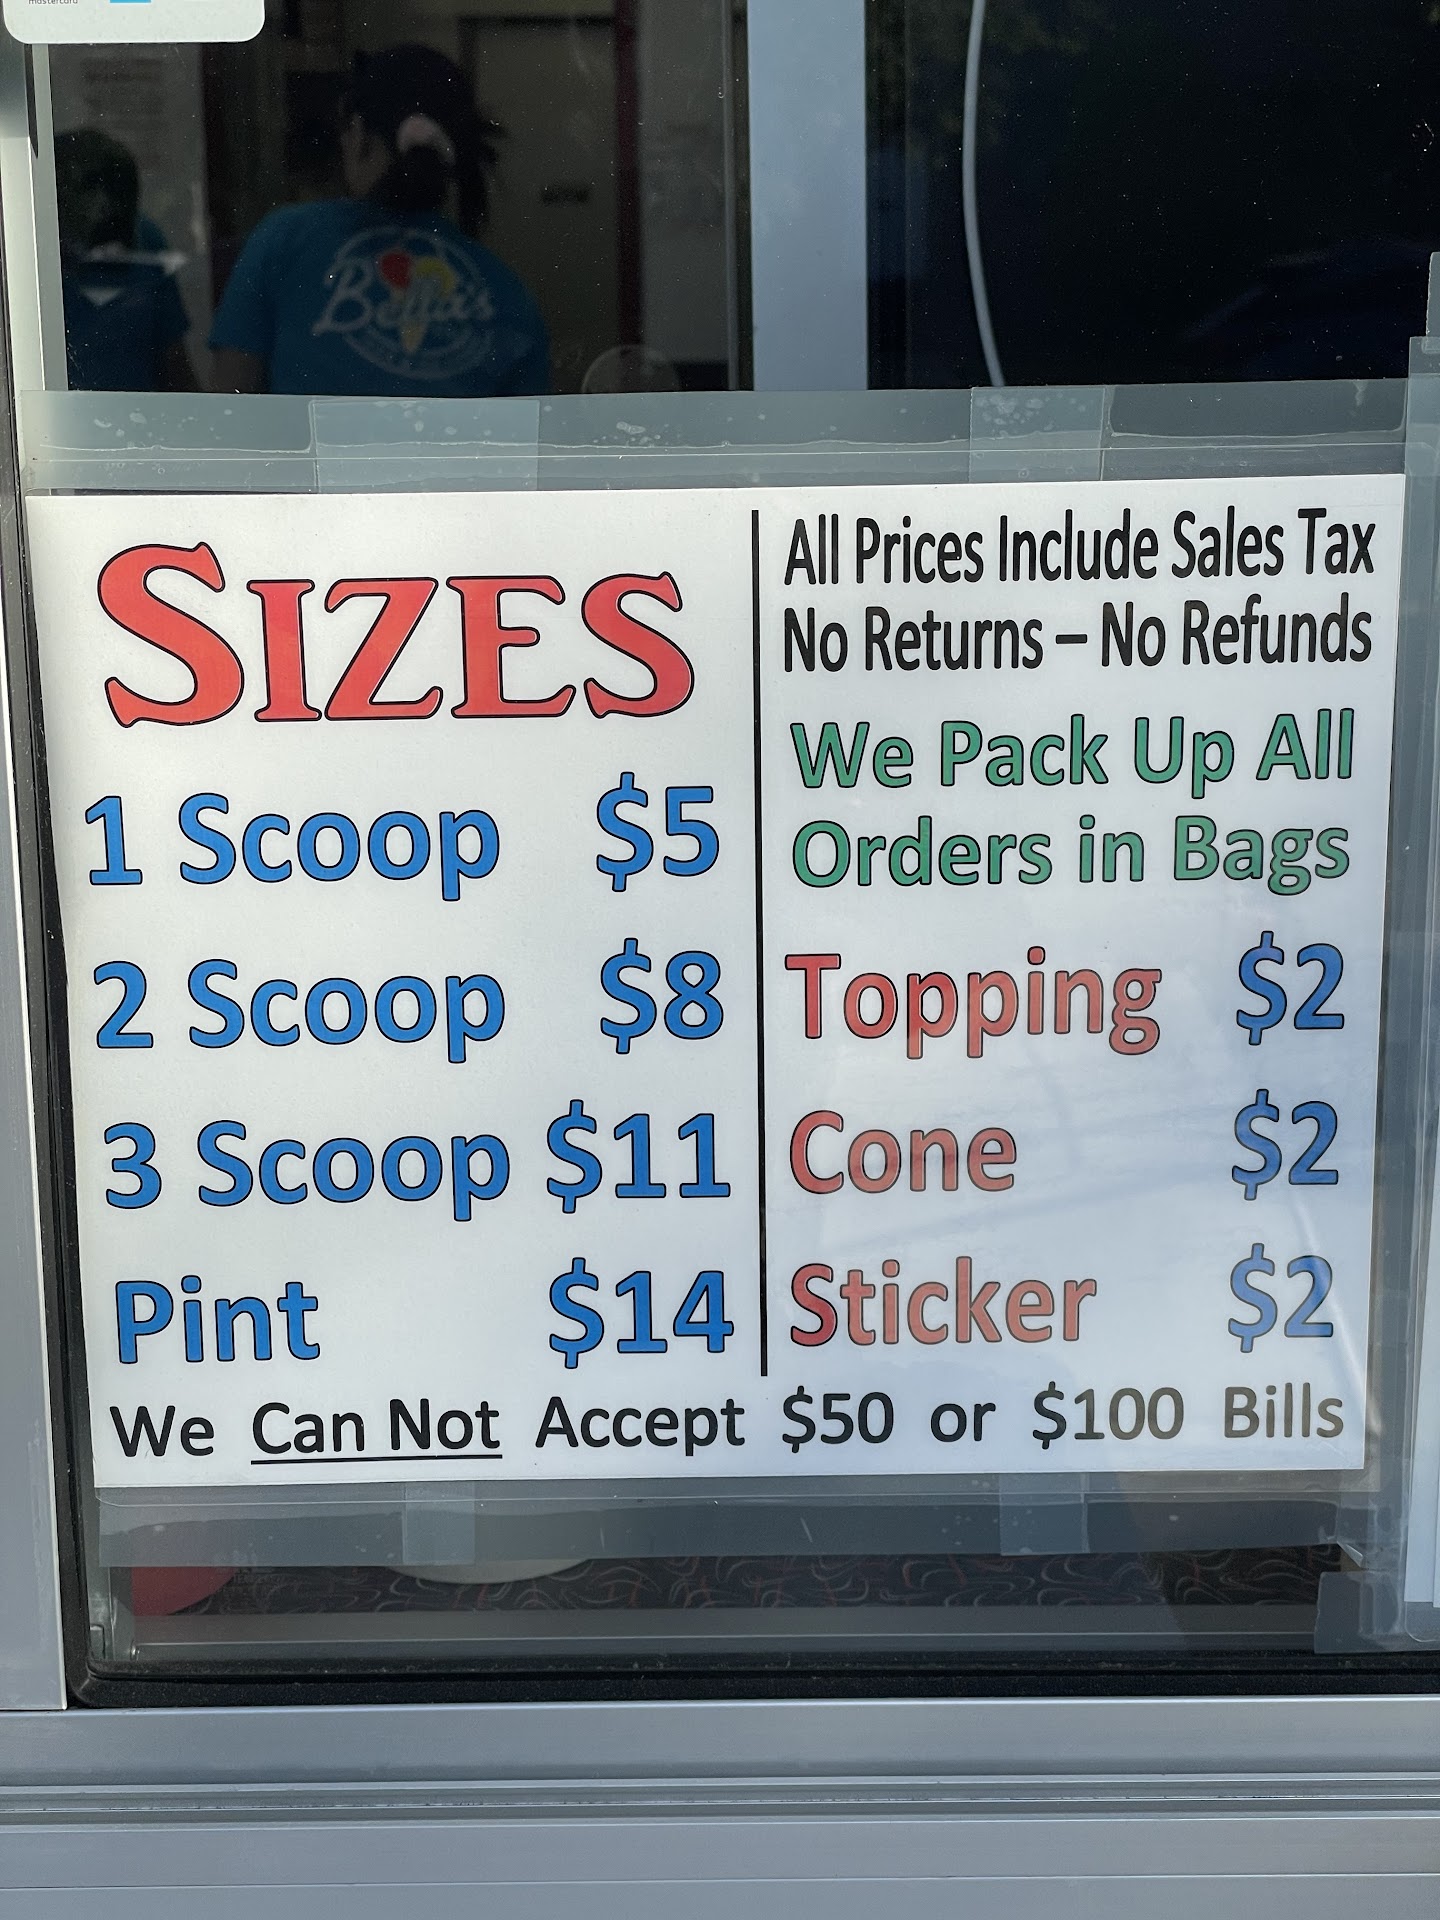 mastercard
Bella's
SIZES
1 Scoop $5
2 Scoop $8
3 Scoop $11
Pint $14
All Prices Include Sales Tax
No Returns – No Refunds
We Pack Up All
Orders in Bags
Topping $2
Cone $2
Sticker $2
We Can Not Accept $50 or $100 Bills